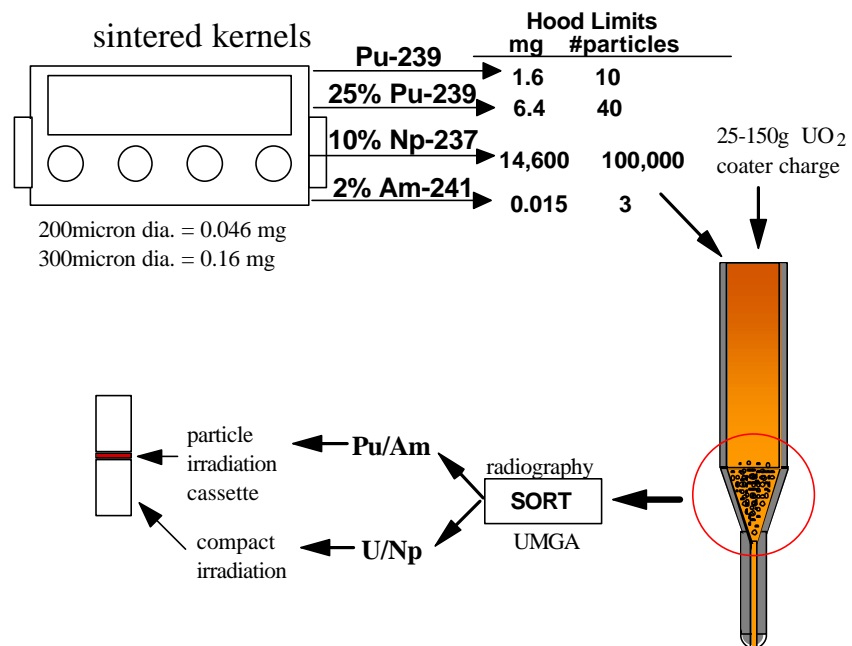 sintered kernels
Hood Limits
mg #particles
Pu-239 1.6 10
25% Pu-239 6.4 40
10% Np-237 14,600 100,000
2% Am-241 0.015 3
200micron dia. = 0.046 mg
300micron dia. = 0.16 mg
25-150g UO2
coater charge
particle
irradiation
cassette
Pu/Am
radiography
SORT
UMGA
compact
irradiation
U/Np